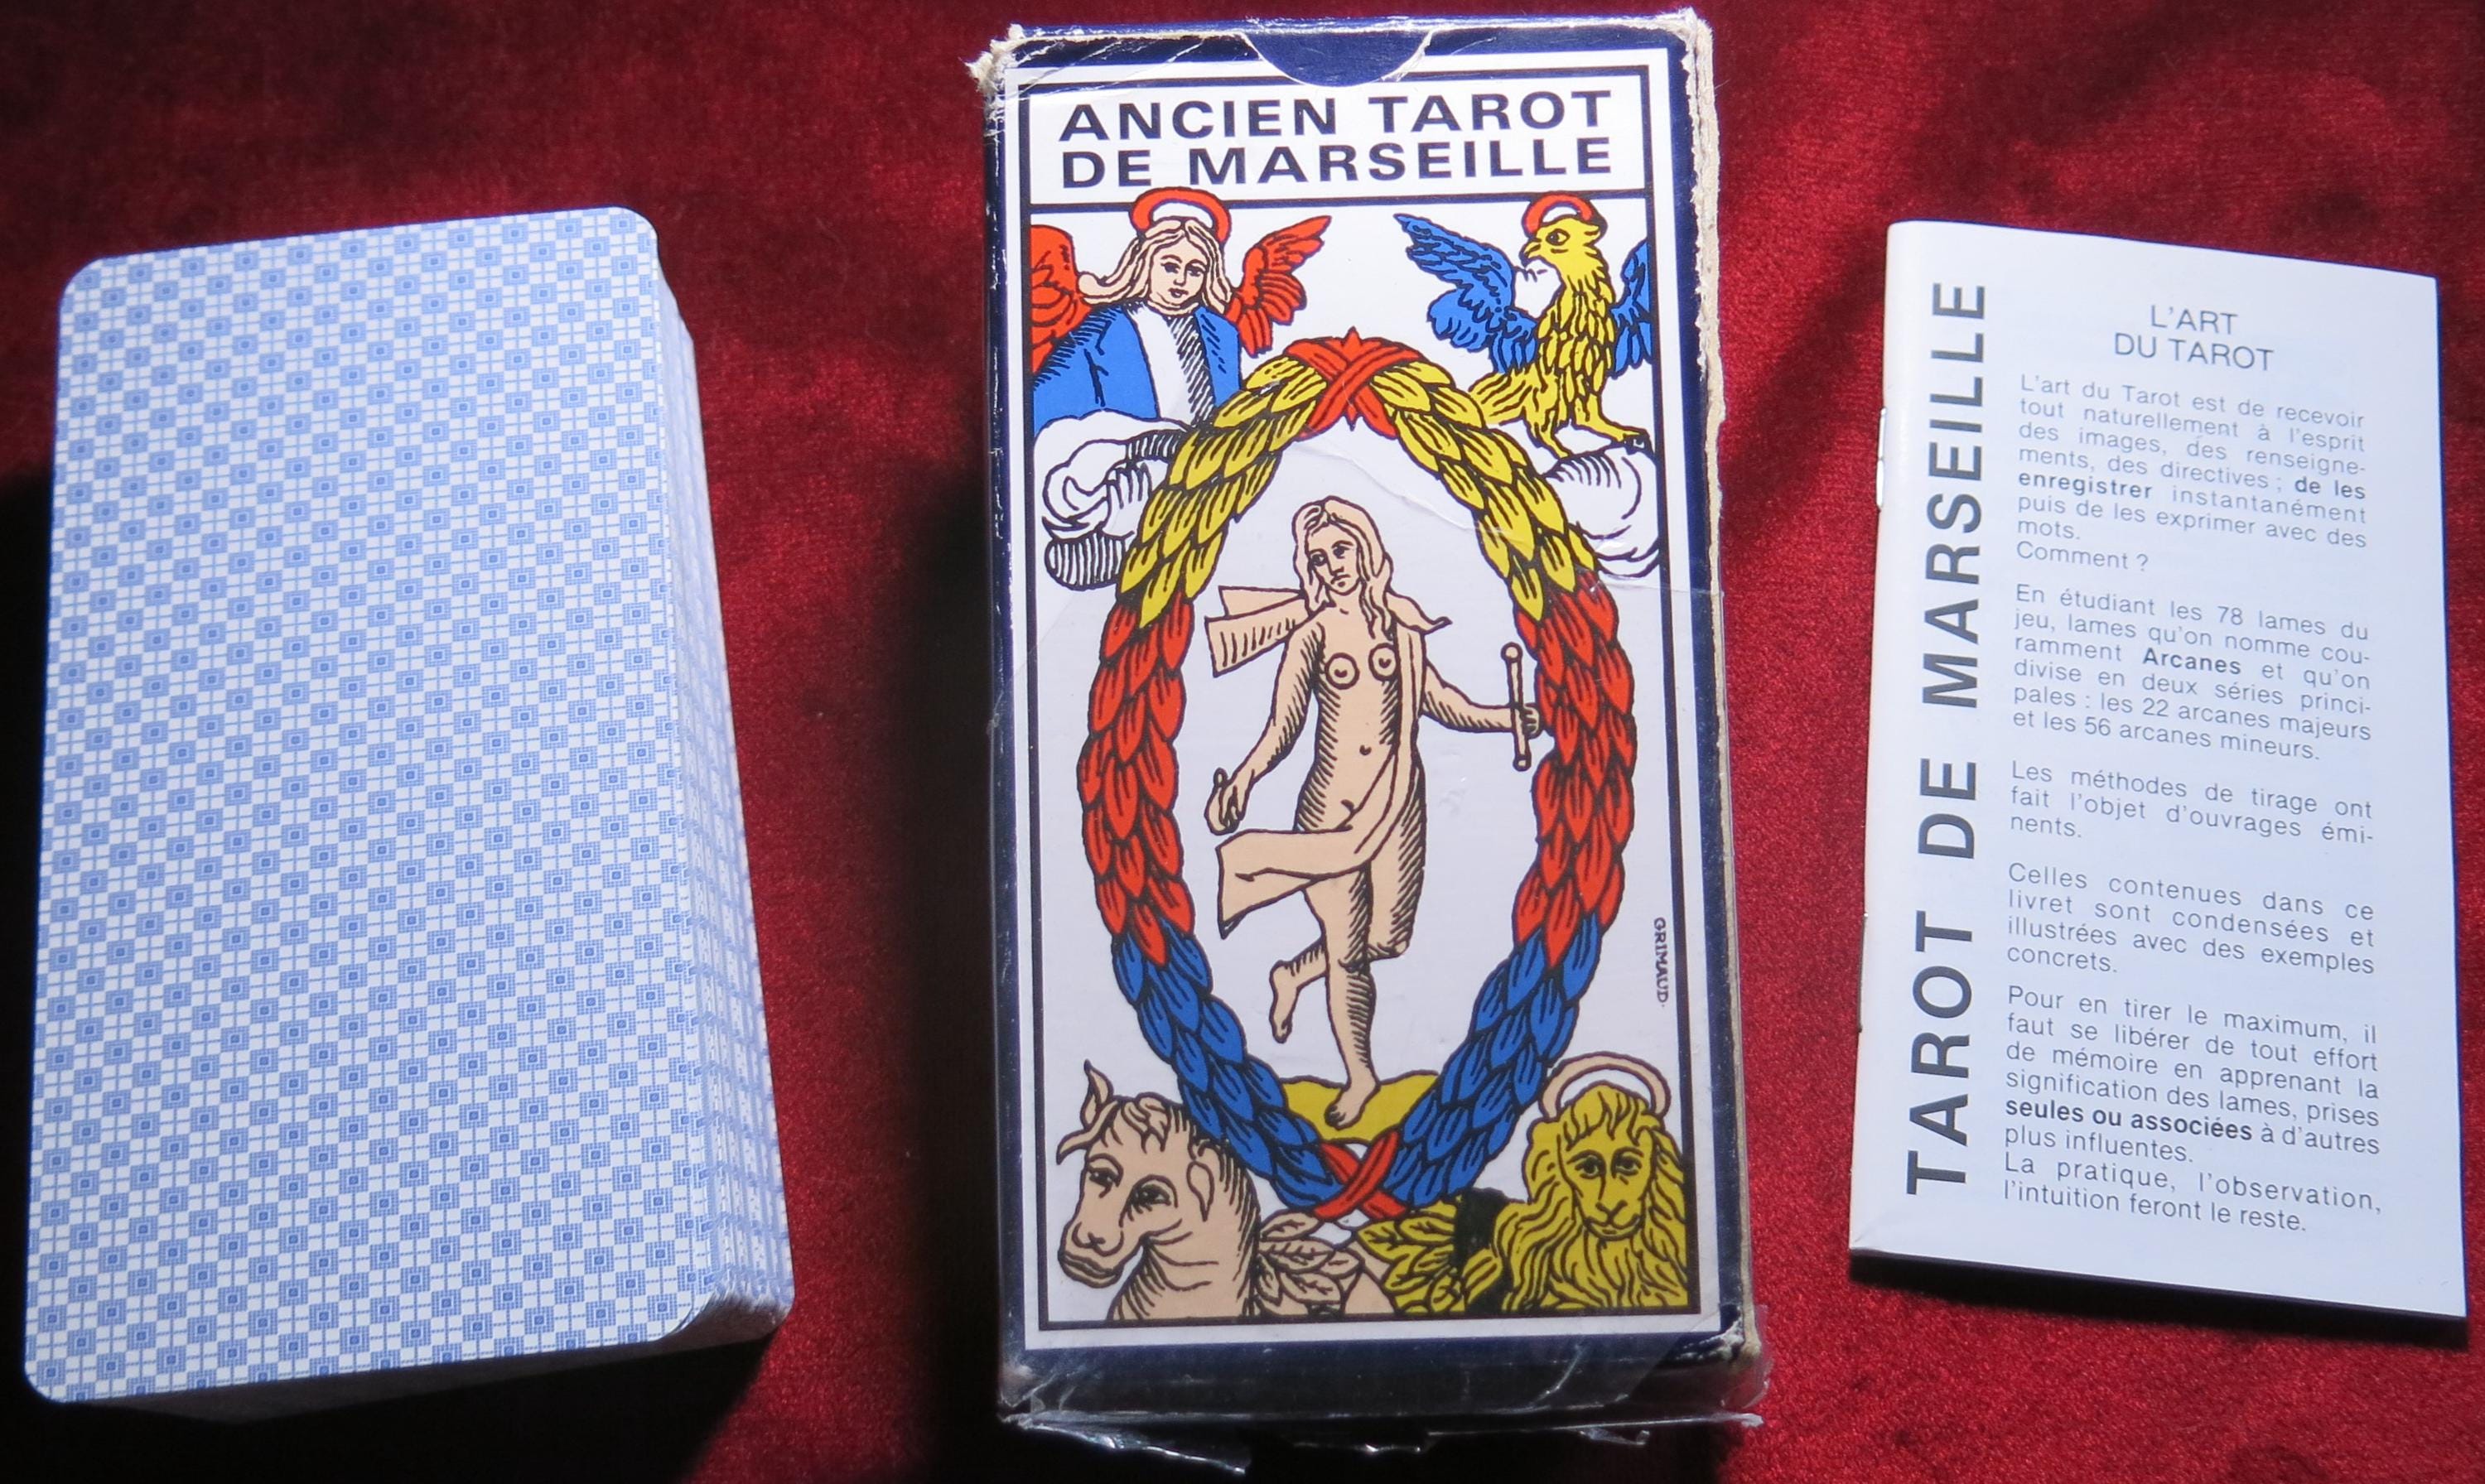 ANCIEN TAROT
DE MARSEILLE
GRIMAUD
TAROT DE MARSEILLE
L'ART
DU TAROT
L'art du Tarot est de recevoir
tout naturellement à l'esprit
des images, des renseigne-
ments, des directives ; de les
enregistrer instantanément
puis de les exprimer avec des
mots.
Comment ?
En étudiant les 78 lames du
jeu, lames qu'on nomme cou-
ramment Arcanes et qu'on
divise en deux séries princi-
pales : les 22 arcanes majeurs
et les 56 arcanes mineurs.
Les méthodes de tirage ont
fait l'objet d'ouvrages émi-
nents.
Celles contenues dans ce
livret sont condensées et
illustrées avec des exemples
concrets.
Pour en tirer le maximum, il
faut se libérer de tout effort
de mémoire en apprenant la
signification des lames, prises
seules ou associées à d'autres
plus influentes.
La pratique, l'observation,
l'intuition feront le reste.